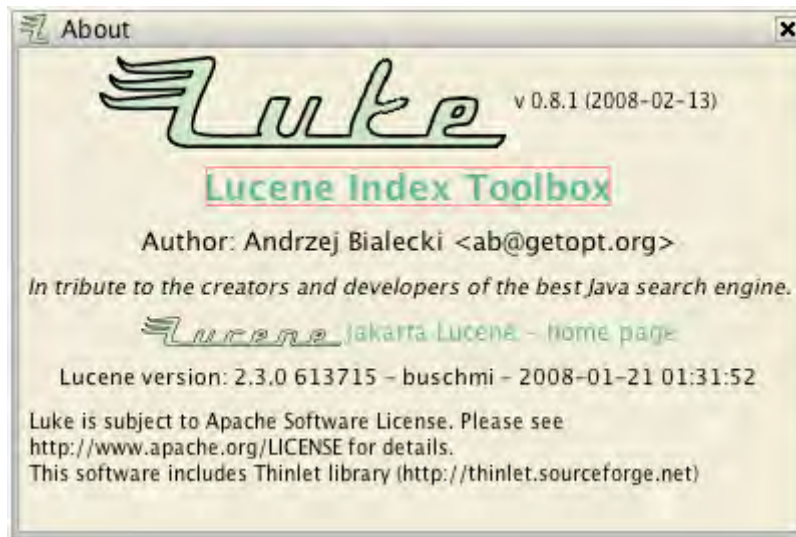 About
Luke v 0.8.1 (2008-02-13)
Lucene Index Toolbox
Author: Andrzej Bialecki <ab@getopt.org>
In tribute to the creators and developers of the best Java search engine.
Lucene Jakarta Lucene - home page
Lucene version: 2.3.0 613715 - buschmi - 2008-01-21 01:31:52
Luke is subject to Apache Software License. Please see
http://www.apache.org/LICENSE for details.
This software includes Thinlet library (http://thinlet.sourceforge.net)